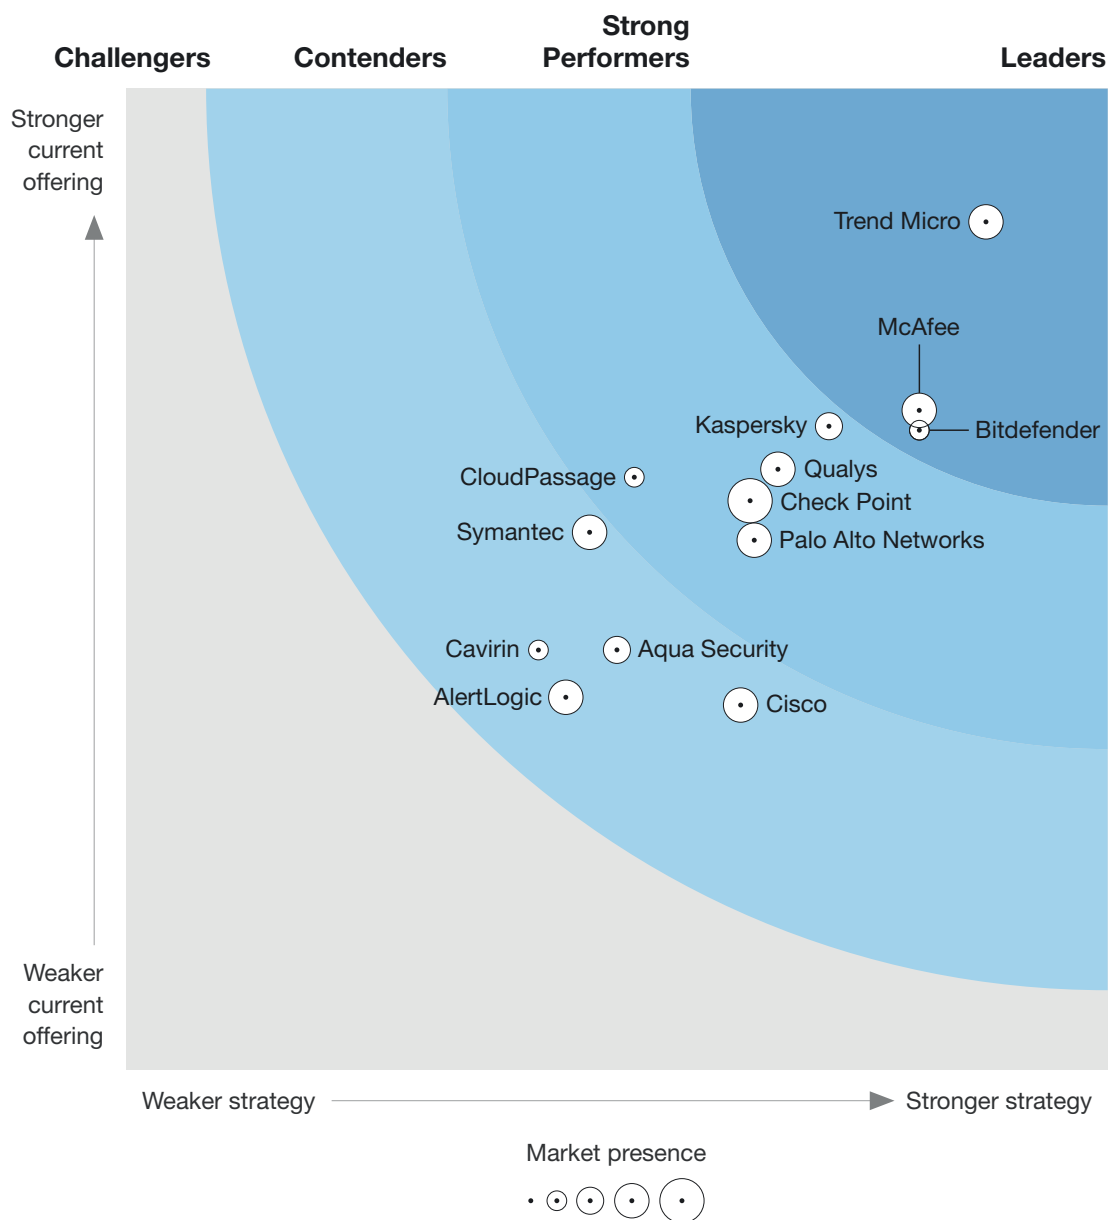 Challengers
Contenders
Strong
Performers
Leaders
Stronger
current
offering
Trend Micro
McAfee
Kaspersky
Bitdefender
Qualys
CloudPassage
Check Point
Symantec
Palo Alto Networks
Cavirin
Aqua Security
AlertLogic
Cisco
Weaker
current
offering
Weaker strategy
Stronger strategy
Market presence